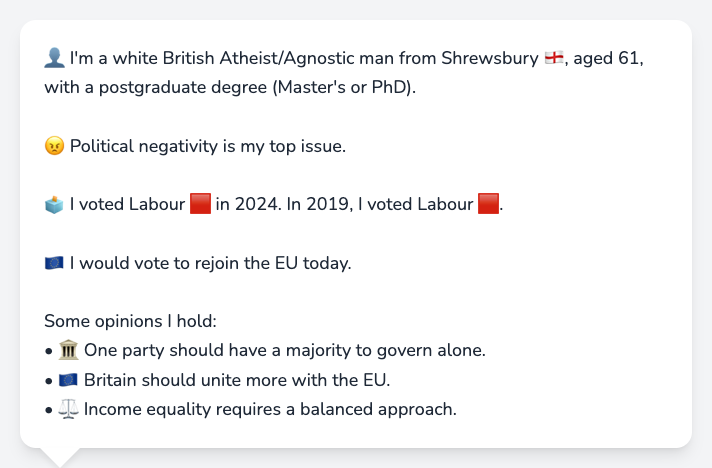 👤 I'm a white British Atheist/Agnostic man from Shrewsbury 🏴󠁧󠁢󠁥󠁮󠁧󠁿, aged 61,
with a postgraduate degree (Master's or PhD).
😠 Political negativity is my top issue.
🗳️ I voted Labour 🟥 in 2024. In 2019, I voted Labour 🟥.
🇪🇺 I would vote to rejoin the EU today.
Some opinions I hold:
• 🏛️ One party should have a majority to govern alone.
• 🇪🇺 Britain should unite more with the EU.
• ⚖️ Income equality requires a balanced approach.